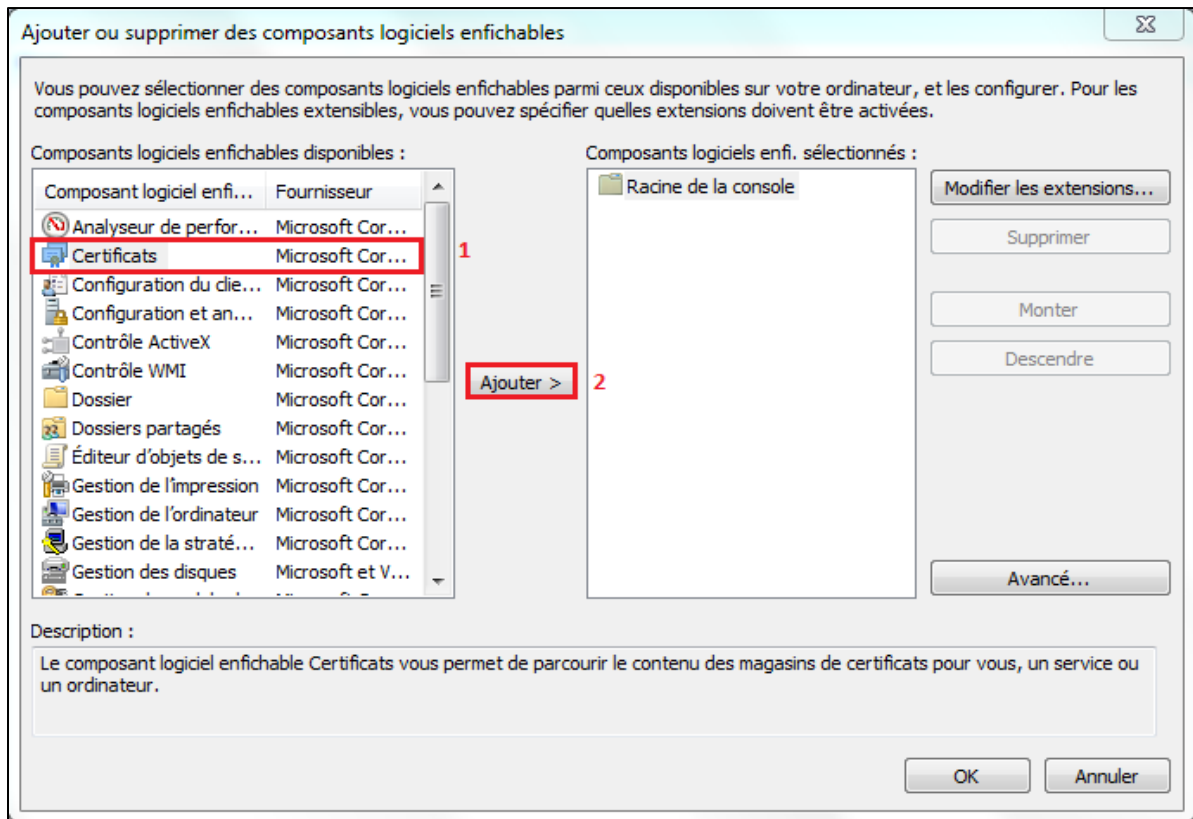 Ajouter ou supprimer des composants logiciels enfichables
Vous pouvez sélectionner des composants logiciels enfichables parmi ceux disponibles sur votre ordinateur, et les configurer. Pour les
composants logiciels enfichables extensibles, vous pouvez spécifier quelles extensions doivent être activées.
Composants logiciels enfichables disponibles :
Composant logiciel enfi... Fournisseur
Analyseur de perfor... Microsoft Cor...
Certificats Microsoft Cor...
1
Configuration du clie... Microsoft Cor...
Configuration et an... Microsoft Cor...
Contrôle ActiveX Microsoft Cor...
Contrôle WMI Microsoft Cor...
Dossier Microsoft Cor...
Dossiers partagés Microsoft Cor...
Éditeur d'objets de s... Microsoft Cor...
Gestion de l'impression Microsoft Cor...
Gestion de l'ordinateur Microsoft Cor...
Gestion de la straté... Microsoft Cor...
Gestion des disques Microsoft et V...
Ajouter >
2
Composants logiciels enfi. sélectionnés :
Racine de la console
Modifier les extensions...
Supprimer
Monter
Descendre
Avancé...
Description :
Le composant logiciel enfichable Certificats vous permet de parcourir le contenu des magasins de certificats pour vous, un service ou
un ordinateur.
OK
Annuler